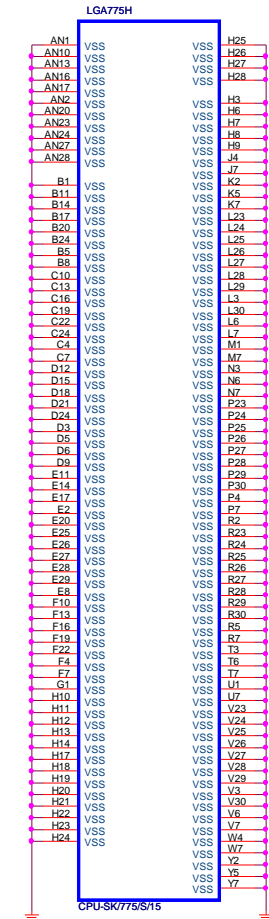 LGA775H
AN1 VSS VSS H25
AN10 VSS VSS H26
AN13 VSS VSS H27
AN16 VSS VSS H28
AN17 VSS
AN2 VSS VSS H3
AN20 VSS VSS H6
AN23 VSS VSS H7
AN24 VSS VSS H8
AN27 VSS VSS H9
AN28 VSS VSS J4
VSS J7
B1 VSS VSS K2
B11 VSS VSS K5
B14 VSS VSS K7
B17 VSS VSS L23
B20 VSS VSS L24
B24 VSS VSS L25
B5 VSS VSS L26
B8 VSS VSS L27
C10 VSS VSS L28
C13 VSS VSS L29
C16 VSS VSS L3
C19 VSS VSS L30
C22 VSS VSS L6
C24 VSS VSS L7
C4 VSS VSS M1
C7 VSS VSS M7
D12 VSS VSS N3
D15 VSS VSS N6
D18 VSS VSS N7
D21 VSS VSS P23
D24 VSS VSS P24
D3 VSS VSS P25
D5 VSS VSS P26
D6 VSS VSS P27
D9 VSS VSS P28
E11 VSS VSS P29
E14 VSS VSS P30
E17 VSS VSS P4
E2 VSS VSS P7
E20 VSS VSS R2
E25 VSS VSS R23
E26 VSS VSS R24
E27 VSS VSS R25
E28 VSS VSS R26
E29 VSS VSS R27
E8 VSS VSS R28
F10 VSS VSS R29
F13 VSS VSS R30
F16 VSS VSS R5
F19 VSS VSS R7
F22 VSS VSS T3
F4 VSS VSS T6
F7 VSS VSS T7
G1 VSS VSS U1
H10 VSS VSS U7
H11 VSS VSS V23
H12 VSS VSS V24
H13 VSS VSS V25
H14 VSS VSS V26
H17 VSS VSS V27
H18 VSS VSS V28
H19 VSS VSS V29
H20 VSS VSS V3
H21 VSS VSS V30
H22 VSS VSS V6
H23 VSS VSS V7
H24 VSS VSS W4
VSS W7
VSS Y2
VSS Y5
VSS Y7
CPU-SK/775/S/15